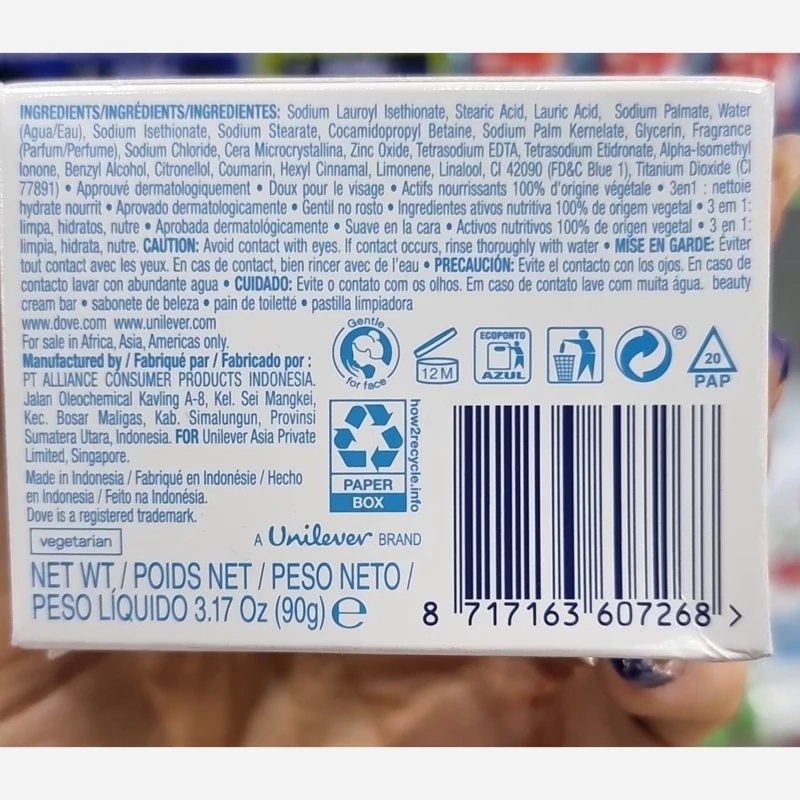 INGREDIENTS/INGRÉDIENTS/INGREDIENTES: Sodium Lauroyl Isethionate, Stearic Acid, Lauric Acid, Sodium Palmate, Water
(Agua/Eau), Sodium Isethionate, Sodium Stearate, Cocamidopropyl Betaine, Sodium Palm Kernelate, Glycerin, Fragrance
(Parfum/Perfume), Sodium Chloride, Cera Microcrystallina, Zinc Oxide, Tetrasodium EDTA, Tetrasodium Etidronate, Alpha-Isomethyl
Ionone, Benzyl Alcohol, Citronellol, Coumarin, Hexyl Cinnamal, Limonene, Linalool, CI 42090 (FD&C Blue 1), Titanium Dioxide (CI
77891) • Approuvé dermatologiquement • Doux pour le visage • Actifs nourrissants 100% d'origine végétale • 3en1 : nettoie
hydrate nourrit • Aprovado dermatologicamente • Gentil no rosto • Ingredientes ativos nutritiva 100% de origem vegetal • 3 em 1:
limpa, hidratos, nutre • Aprobada dermatológicamente • Suave en la cara • Activos nutritivos 100% de origen vegetal • 3 en 1:
limpia, hidrata, nutre. CAUTION: Avoid contact with eyes. If contact occurs, rinse thoroughly with water • MISE EN GARDE: Éviter
tout contact avec les yeux. En cas de contact, bien rincer avec de l'eau • PRECAUCIÓN: Evite el contacto con los ojos. En caso de
contacto lavar con abundante agua • CUIDADO: Evite o contato com os olhos. Em caso de contato lave com muita água. beauty
cream bar • sabonete de beleza • pain de toilette • pastilla limpiadora
www.dove.com www.unilever.com
For sale in Africa, Asia, Americas only.
Manufactured by / Fabriqué par / Fabricado por :
PT ALLIANCE CONSUMER PRODUCTS INDONESIA.
Jalan Oleochemical Kavling A-8, Kel. Sei Mangkei,
Kec. Bosar Maligas, Kab. Simalungun, Provinsi
Sumatera Utara, Indonesia. FOR Unilever Asia Private
Limited, Singapore.
Made in Indonesia / Fabriqué en Indonésie / Hecho
en Indonesia / Feito na Indonésia.
Dove is a registered trademark.
vegetarian
Gentle
for face
12M
ECOPONTO
AZUL
®
20
PAP
how2recycle.info
PAPER
BOX
A Unilever BRAND
NET WT./ POIDS NET / PESO NETO /
PESO LÍQUIDO 3.17 Oz (90g) e
8 717163 607268 >